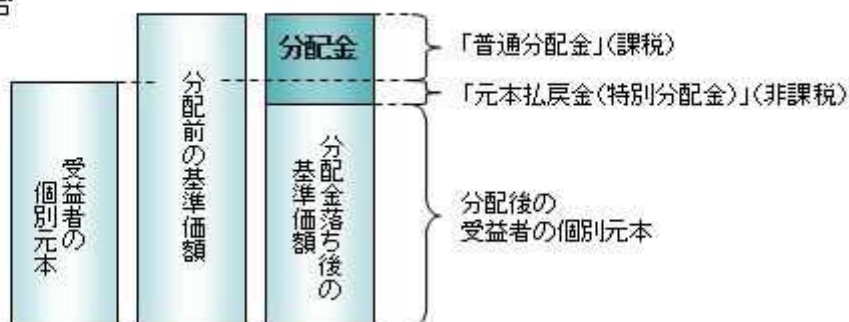 受益者の
個別元本
分配前の基準価額
分配金
分配金落ち後の
基準価額
「普通分配金」(課税)
「元本払戻金(特別分配金)」(非課税)
分配後の
受益者の個別元本